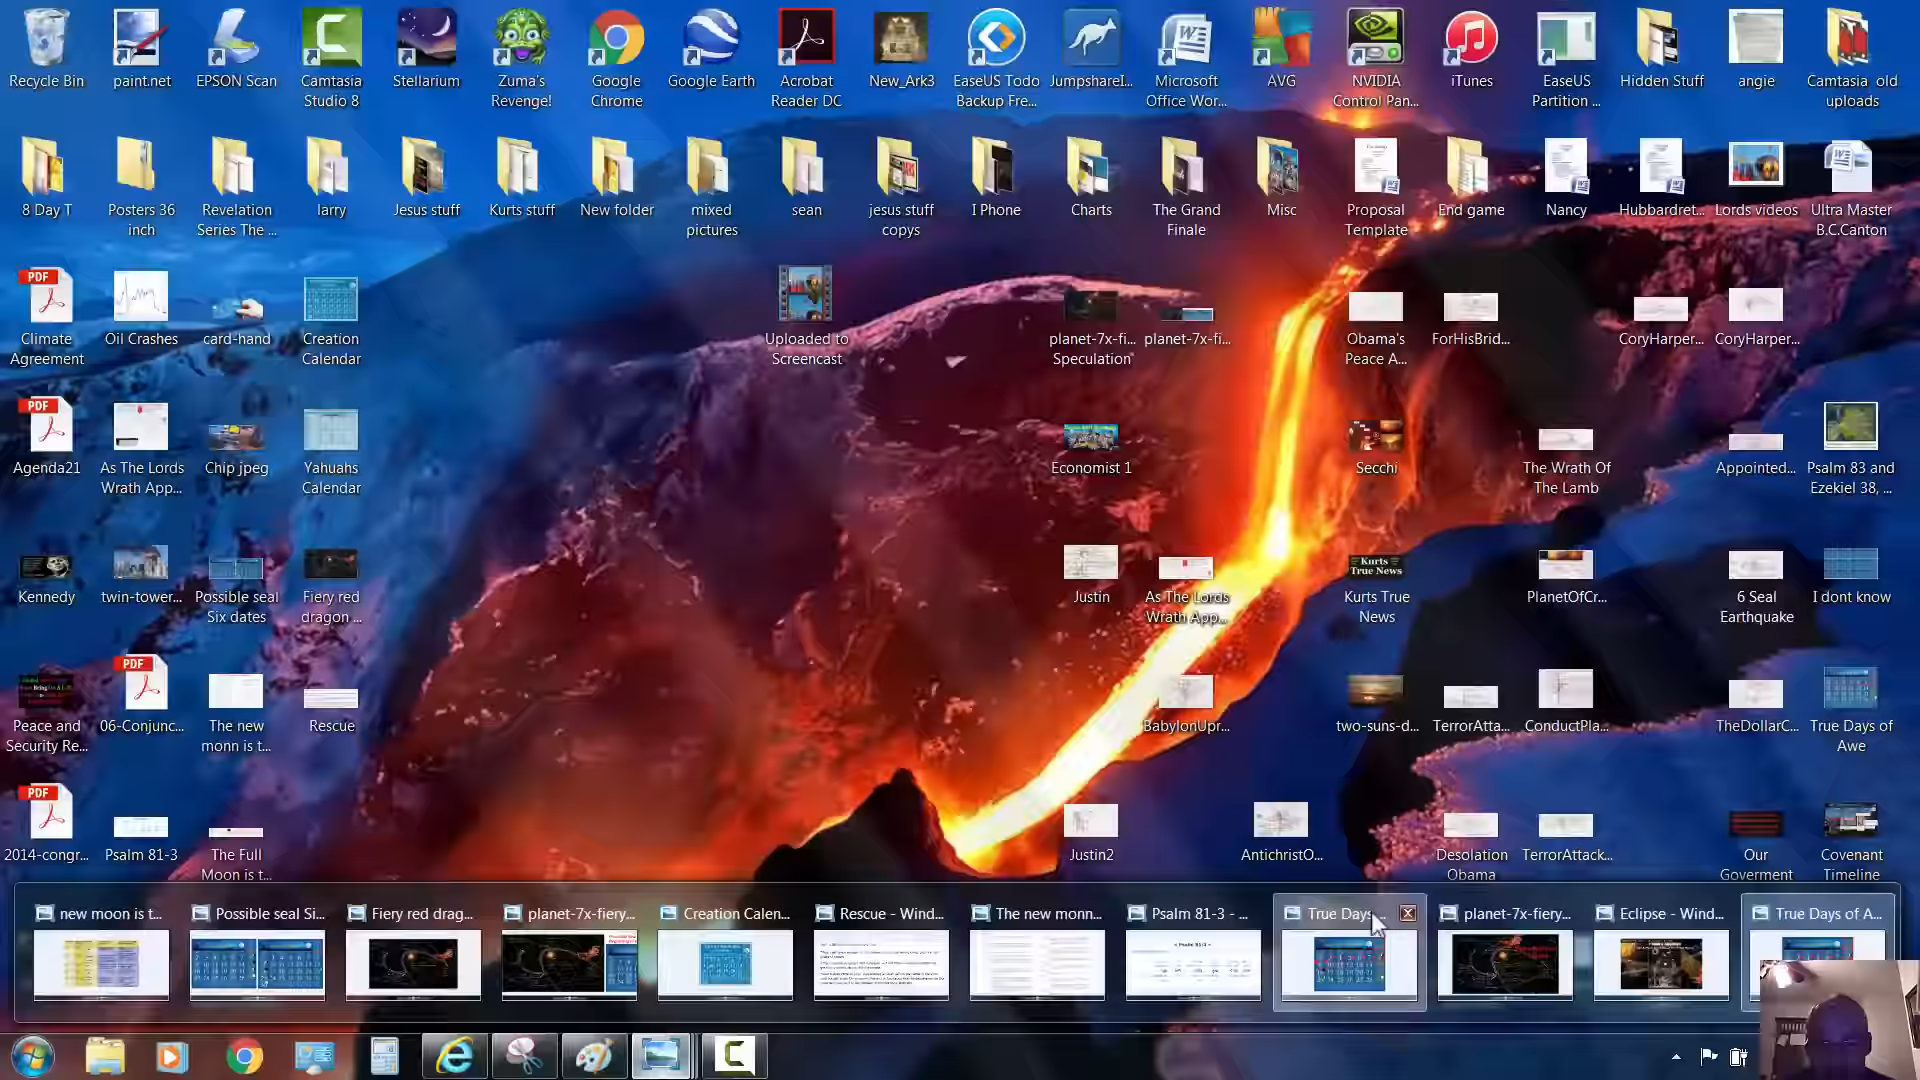 Recycle Bin
paint.net
EPSON Scan
Camtasia
Studio 8
Stellarium
Zuma's
Revenge!
Google
Chrome
Google Earth
Acrobat
Reader DC
New_Ark3
EaseUS Todo
Backup Fre...
JumpshareI...
Microsoft
Office Wor...
AVG
NVIDIA
Control Pan...
iTunes
EaseUS
Partition ...
Hidden Stuff
angie
Camtasia old
uploads
8 Day T
Posters 36
inch
Revelation
Series The ...
larry
Jesus stuff
Kurts stuff
New folder
mixed
pictures
sean
jesus stuff
copys
I Phone
Charts
The Grand
Finale
Misc
Proposal
Template
End game
Nancy
Hubbardret...
Lords videos
Ultra Master
B.C.Canton
PDF
Climate
Agreement
Oil Crashes
card-hand
Creation
Calendar
Uploaded to
Screencast
planet-7x-fi...
Speculation
planet-7x-fi...
Obama's
Peace A...
ForHisBrid...
CoryHarper...
CoryHarper...
PDF
Agenda21
As The Lords
Wrath App...
Chip jpeg
Yahuahs
Calendar
Economist 1
Secchi
The Wrath Of
The Lamb
Appointed...
Psalm 83 and
Ezekiel 38, ...
Kennedy
twin-tower...
Possible seal
Six dates
Fiery red
dragon ...
Justin
As The Lords
Wrath App...
Kurts
True News
Kurts True
News
PlanetOfCr...
6 Seal
Earthquake
I dont know
Peace and
Security Re...
PDF
06-Conjunc...
The new
monn is t...
Rescue
BabylonUpr...
two-suns-d...
TerrorAtta...
ConductPla...
TheDollarC...
True Days of
Awe
PDF
2014-congr...
Psalm 81-3
The Full
Moon is t...
Justin2
AntichristO...
Desolation
Obama
TerrorAttack...
Our
Goverment
Covenant
Timeline
new moon is t...
Possible seal Si...
Fiery red drag...
planet-7x-fiery...
Creation Calen...
Rescue - Wind...
The new monn...
Psalm 81-3 - ...
True Days...
planet-7x-fiery...
Eclipse - Wind...
True Days of A...